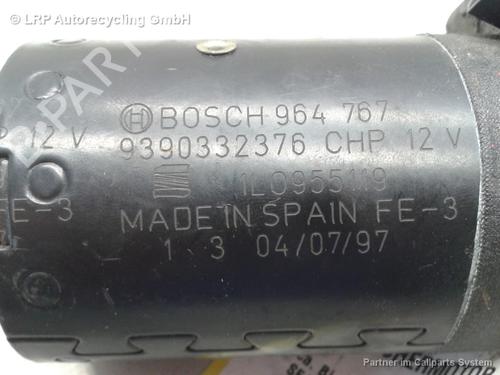 © LRP Autorecycling GmbH
BOSCH 964 767
12 V 9390332376 CHP 12 V
1L0955119
FE-3 MADE IN SPAIN FE-3
1 3 04/07/97
Partner im Callparts System